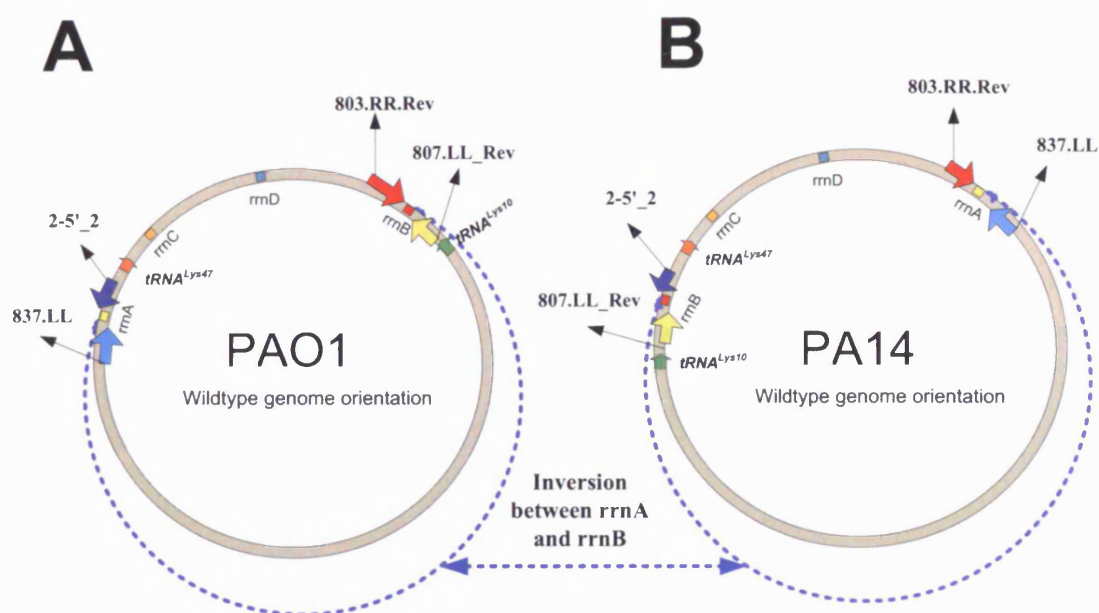 A
B
803.RR.Rev
807.LL_Rev
rrnD
rrnB
tRNALys10
2-5'_2
rrnC
tRNALys47
837.LL
rrnA
PAO1
Wildtype genome orientation
803.RR.Rev
837.LL
rrnD
rrnA
2-5'_2
rrnC
tRNALys47
807.LL_Rev
rrnB
tRNALys10
PA14
Wildtype genome orientation
Inversion
between rrnA
and rrnB